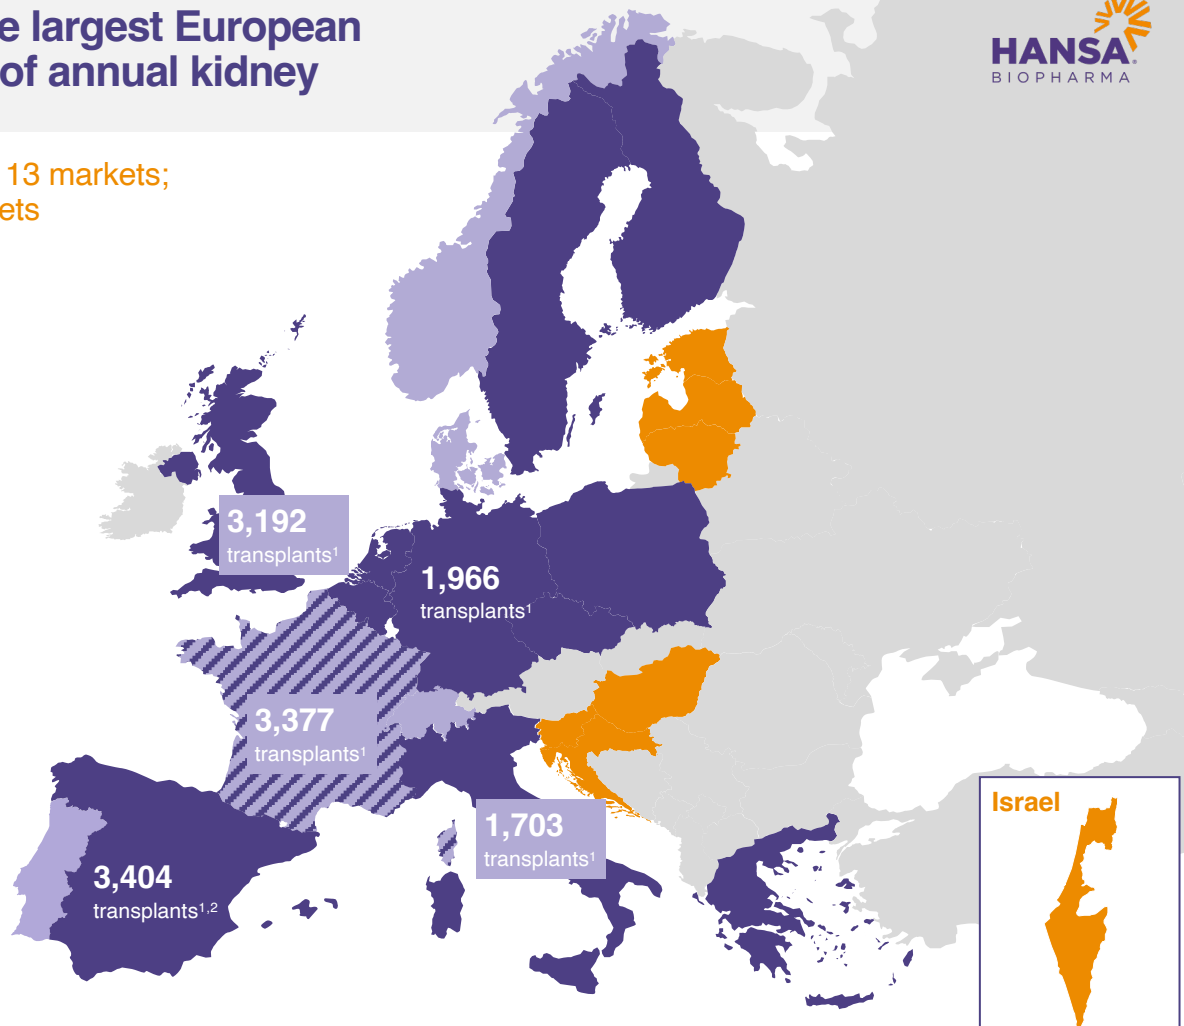 e largest European
of annual kidney
HANSA
BIOPHARMA
13 markets;
ets
3,192
transplants¹
1,966
transplants¹
3,377
transplants¹
1,703
transplants¹
3,404
transplants¹,²
Israel